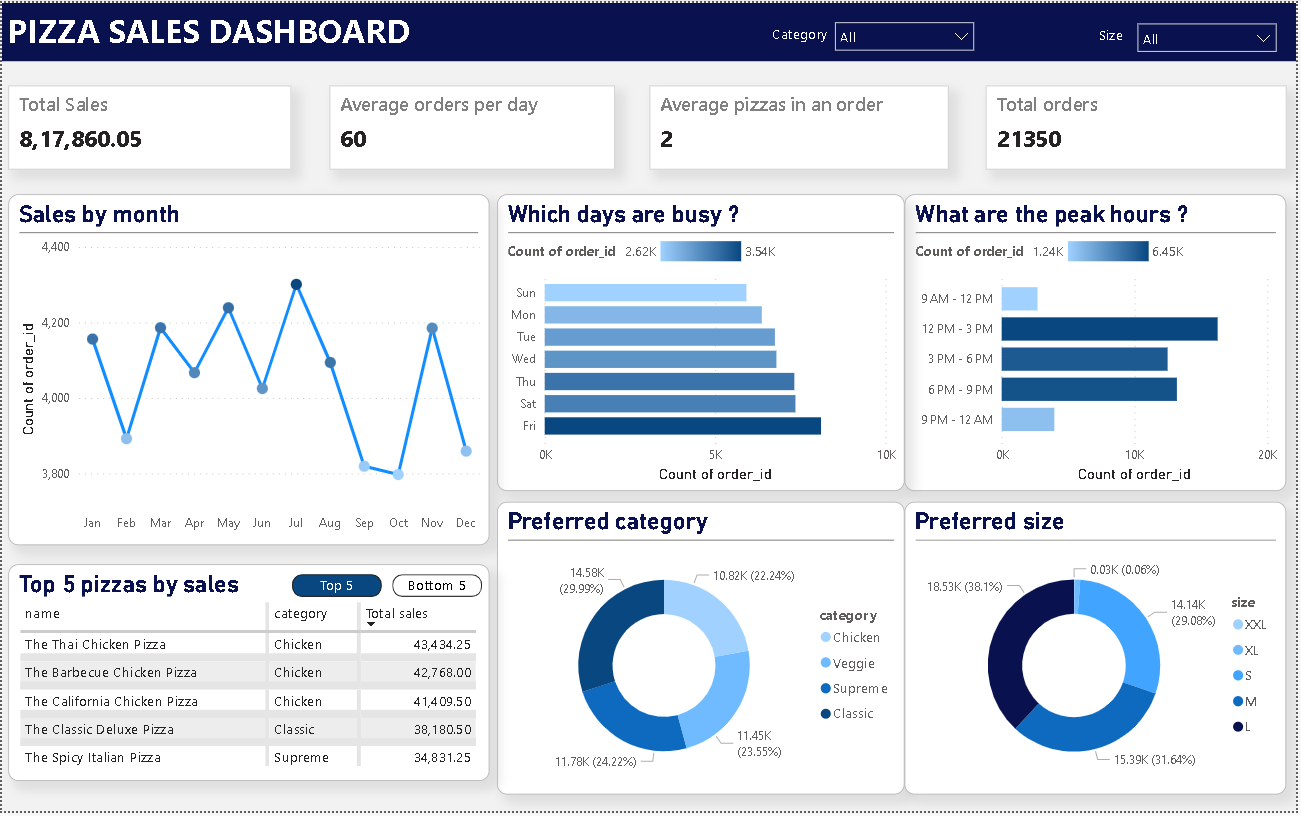 PIZZA SALES DASHBOARD
Category All
Size All
Total Sales
8,17,860.05
Average orders per day
60
Average pizzas in an order
2
Total orders
21350
Sales by month
4,400
4,200
4,000
3,800
Count of order_id
Jan Feb Mar Apr May Jun Jul Aug Sep Oct Nov Dec
Which days are busy ?
Count of order_id 2.62K 3.54K
Sun
Mon
Tue
Wed
Thu
Sat
Fri
0K 5K 10K
Count of order_id
What are the peak hours ?
Count of order_id 1.24K 6.45K
9 AM - 12 PM
12 PM - 3 PM
3 PM - 6 PM
6 PM - 9 PM
9 PM - 12 AM
0K 10K 20K
Count of order_id
Top 5 pizzas by sales Top 5 Bottom 5
name category Total sales
The Thai Chicken Pizza Chicken 43,434.25
The Barbecue Chicken Pizza Chicken 42,768.00
The California Chicken Pizza Chicken 41,409.50
The Classic Deluxe Pizza Classic 38,180.50
The Spicy Italian Pizza Supreme 34,831.25
Preferred category
14.58K
(29.99%)
10.82K (22.24%)
11.45K
(23.55%)
11.78K (24.22%)
category
Chicken
Veggie
Supreme
Classic
Preferred size
0.03K (0.06%)
18.53K (38.1%)
14.14K
(29.08%)
15.39K (31.64%)
size
XXL
XL
S
M
L